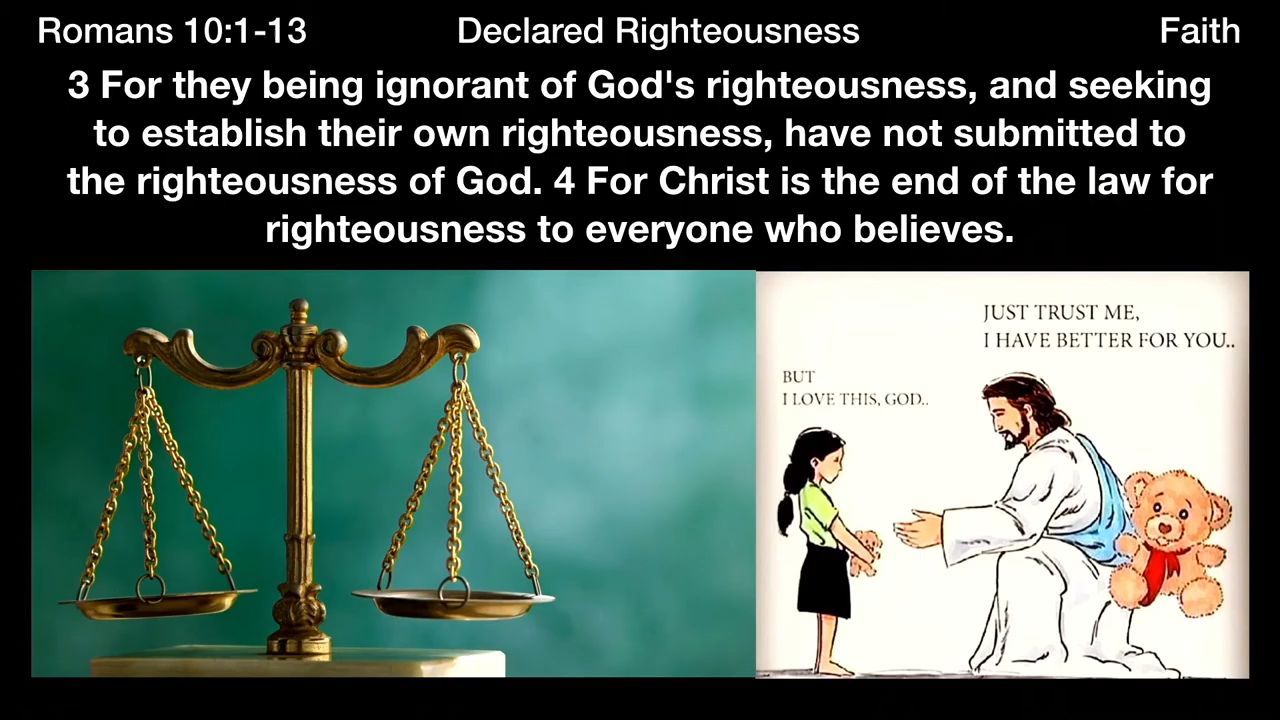 Romans 10:1-13 Declared Righteousness Faith
3 For they being ignorant of God's righteousness, and seeking
to establish their own righteousness, have not submitted to
the righteousness of God. 4 For Christ is the end of the law for
righteousness to everyone who believes.
JUST TRUST ME,
I HAVE BETTER FOR YOU..
BUT
I LOVE THIS, GOD..